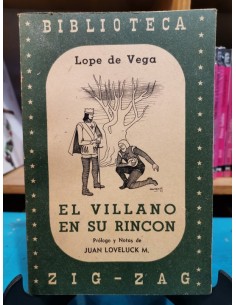 BIBLIOTECA
Lope de Vega
EL VILLANO
EN SU RINCON
Prólogo y Notas de
JUAN LOVELUCK M.
ZIG-ZAG